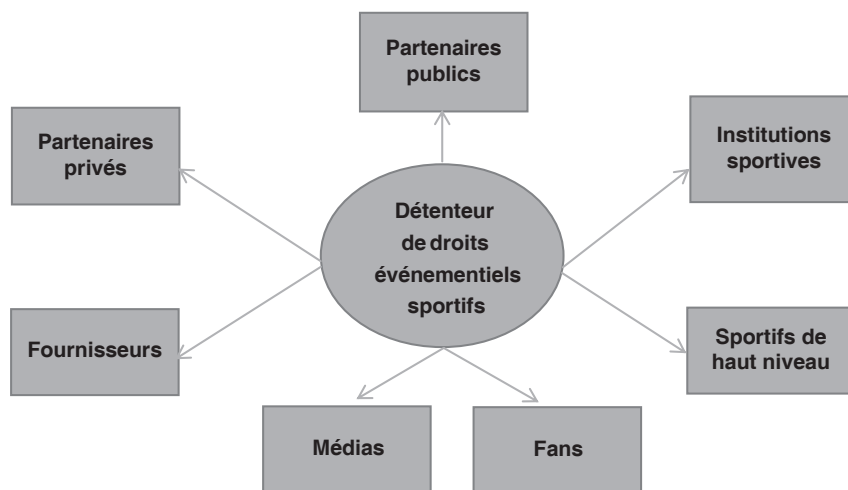 Partenaires
publics
Partenaires
privés
Institutions
sportives
Détenteur
de droits
événementiels
sportifs
Fournisseurs
Sportifs de
haut niveau
Médias
Fans